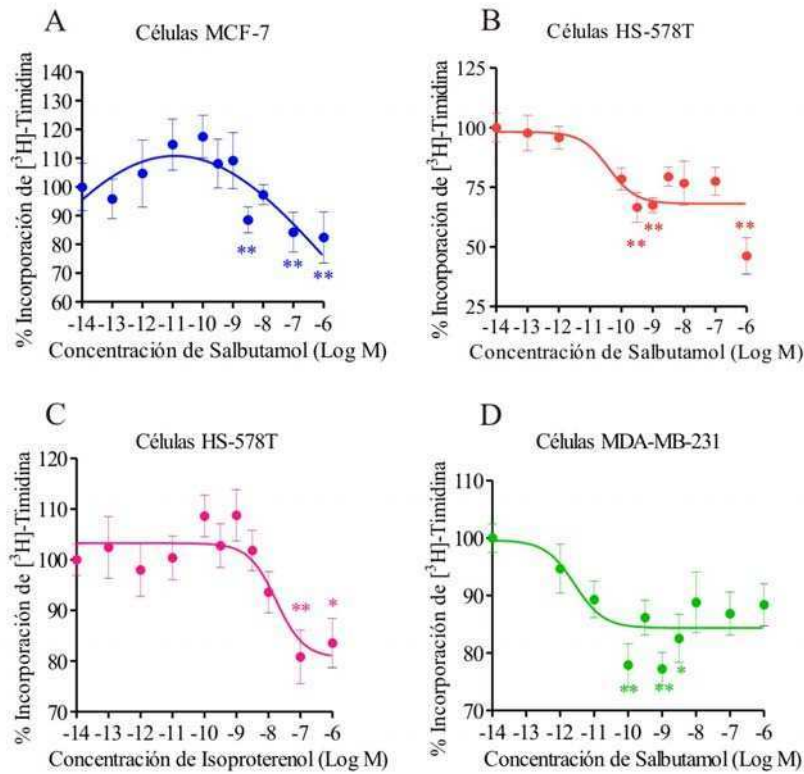 A
Células MCF-7
% Incorporación de [³H]-Timidina
140
130
120
110
100
90
80
70
60
**
**
**
-14 -13 -12 -11 -10 -9 -8 -7 -6
Concentración de Salbutamol (Log M)
B
Células HS-578T
% Incorporación de [³H]-Timidina
125
100
75
50
25
**
**
**
-14 -13 -12 -11 -10 -9 -8 -7 -6
Concentración de Salbutamol (Log M)
C
Células HS-578T
% Incorporación de [³H]-Timidina
120
110
100
90
80
70
**
*
-14 -13 -12 -11 -10 -9 -8 -7 -6
Concentración de Isoproterenol (Log M)
D
Células MDA-MB-231
% Incorporación de [³H]-Timidina
110
100
90
80
70
**
**
*
-14 -13 -12 -11 -10 -9 -8 -7 -6
Concentración de Salbutamol (Log M)